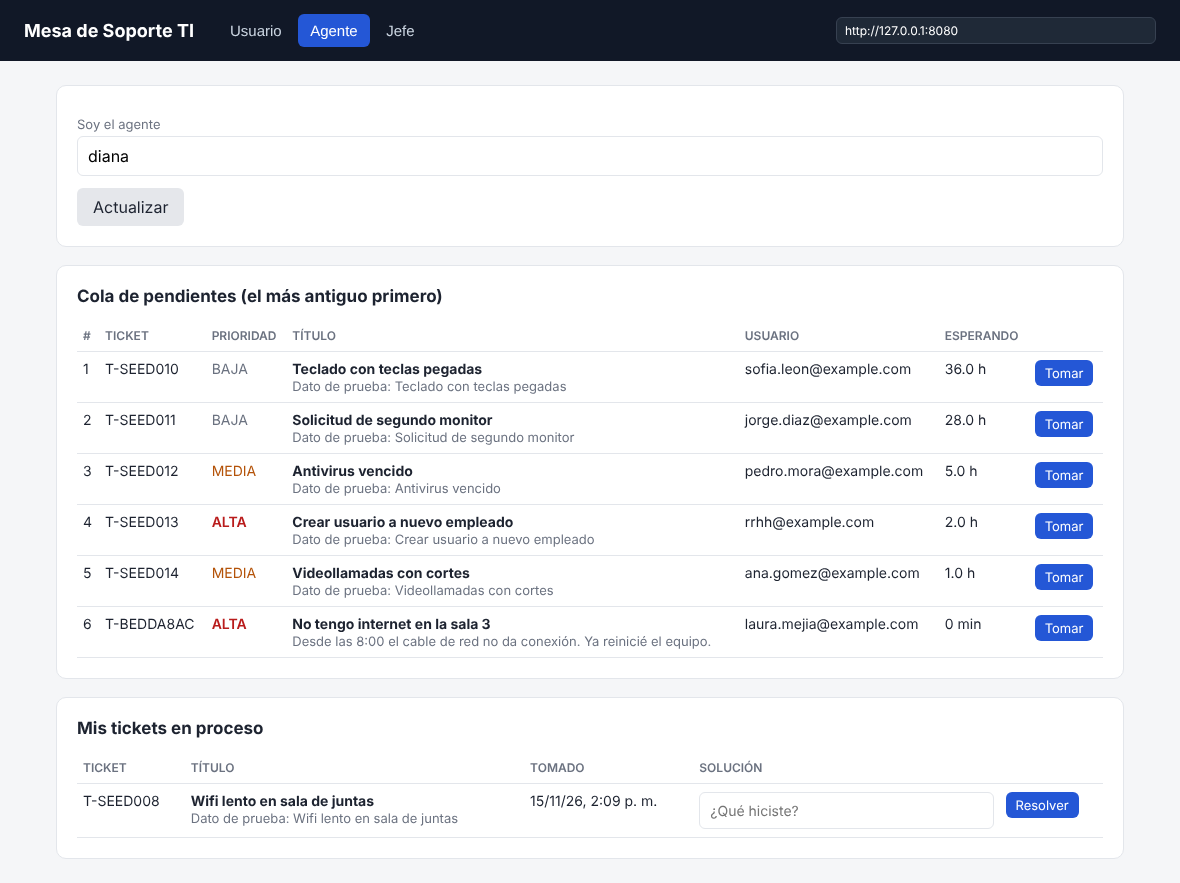 Mesa de Soporte TI Usuario Agente Jefe http://127.0.0.1:8080
Soy el agente
diana
Actualizar
Cola de pendientes (el más antiguo primero)
# TICKET PRIORIDAD TÍTULO USUARIO ESPERANDO
1 T-SEED010 BAJA Teclado con teclas pegadas sofia.leon@example.com 36.0 h Tomar
Dato de prueba: Teclado con teclas pegadas
2 T-SEED011 BAJA Solicitud de segundo monitor jorge.diaz@example.com 28.0 h Tomar
Dato de prueba: Solicitud de segundo monitor
3 T-SEED012 MEDIA Antivirus vencido pedro.mora@example.com 5.0 h Tomar
Dato de prueba: Antivirus vencido
4 T-SEED013 ALTA Crear usuario a nuevo empleado rrhh@example.com 2.0 h Tomar
Dato de prueba: Crear usuario a nuevo empleado
5 T-SEED014 MEDIA Videollamadas con cortes ana.gomez@example.com 1.0 h Tomar
Dato de prueba: Videollamadas con cortes
6 T-BEDDA8AC ALTA No tengo internet en la sala 3 laura.mejia@example.com 0 min Tomar
Desde las 8:00 el cable de red no da conexión. Ya reinicié el equipo.
Mis tickets en proceso
TICKET TÍTULO TOMADO SOLUCIÓN
T-SEED008 Wifi lento en sala de juntas 15/11/26, 2:09 p. m. ¿Qué hiciste? Resolver
Dato de prueba: Wifi lento en sala de juntas